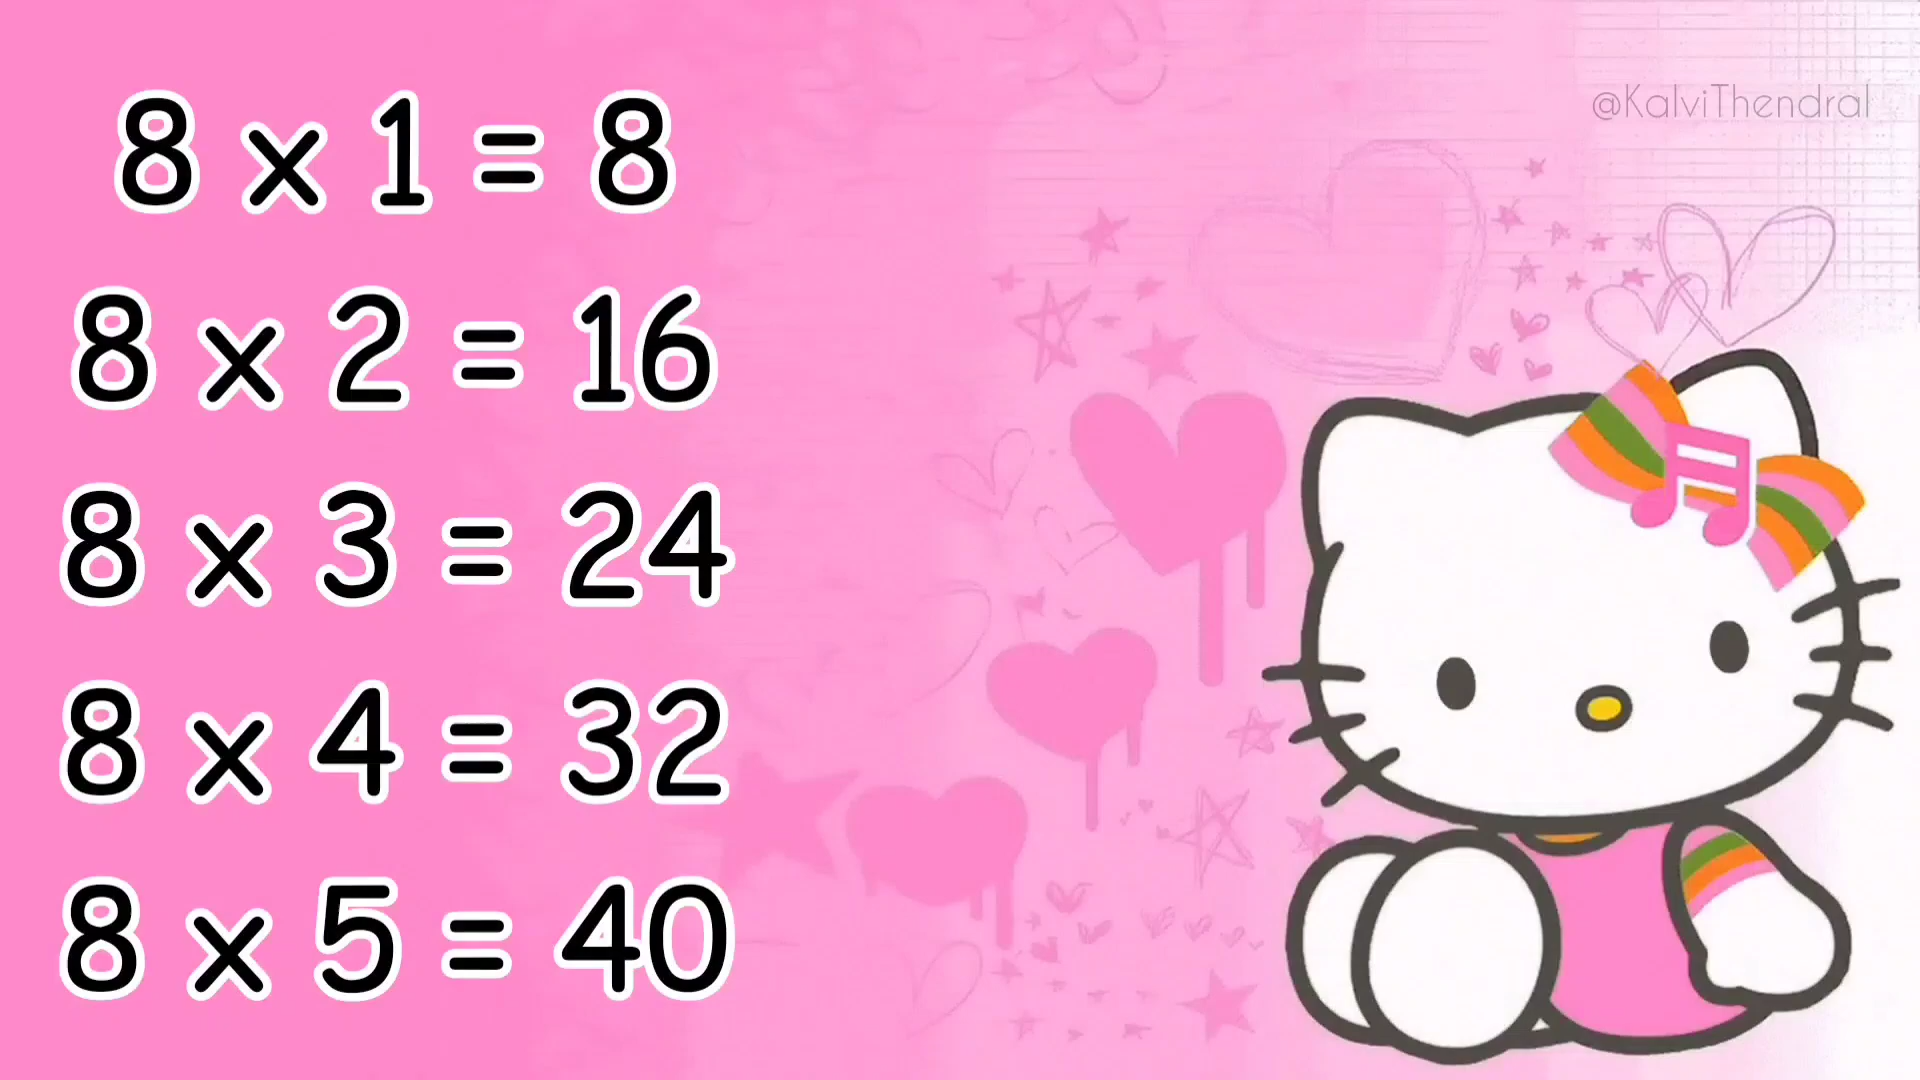 @KalviThendral
8 × 1 = 8
8 × 2 = 16
8 × 3 = 24
8 × 4 = 32
8 × 5 = 40